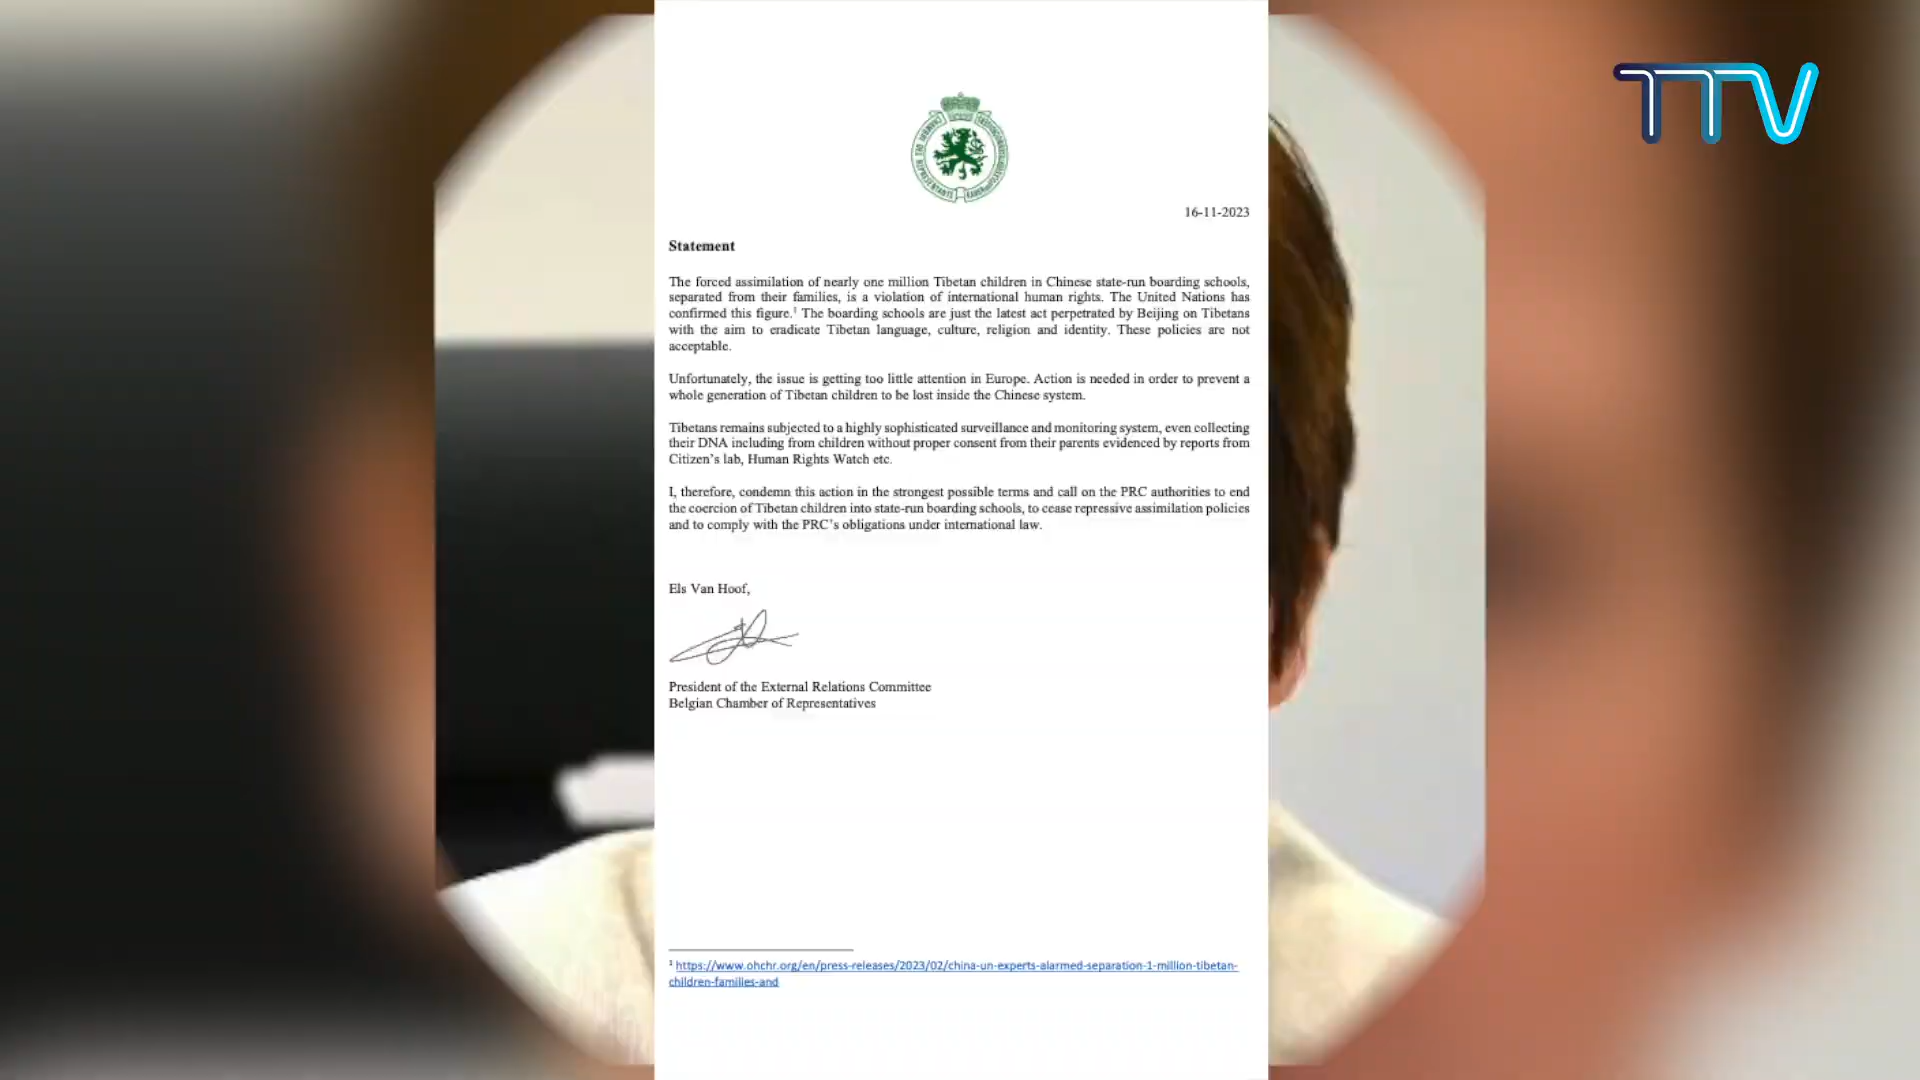 TTV
CHAMBRE DES REPRÉSENTANTS
16-11-2023
Statement
The forced assimilation of nearly one million Tibetan children in Chinese state-run boarding schools,
separated from their families, is a violation of international human rights. The United Nations has
confirmed this figure.¹ The boarding schools are just the latest act perpetrated by Beijing on Tibetans
with the aim to eradicate Tibetan language, culture, religion and identity. These policies are not
acceptable.
Unfortunately, the issue is getting too little attention in Europe. Action is needed in order to prevent a
whole generation of Tibetan children to be lost inside the Chinese system.
Tibetans remains subjected to a highly sophisticated surveillance and monitoring system, even collecting
their DNA including from children without proper consent from their parents evidenced by reports from
Citizen's lab, Human Rights Watch etc.
I, therefore, condemn this action in the strongest possible terms and call on the PRC authorities to end
the coercion of Tibetan children into state-run boarding schools, to cease repressive assimilation policies
and to comply with the PRC's obligations under international law.
Els Van Hoof,
President of the External Relations Committee
Belgian Chamber of Representatives
¹ https://www.ohchr.org/en/press-releases/2023/02/china-un-experts-alarmed-separation-1-million-tibetan-
children-families-and